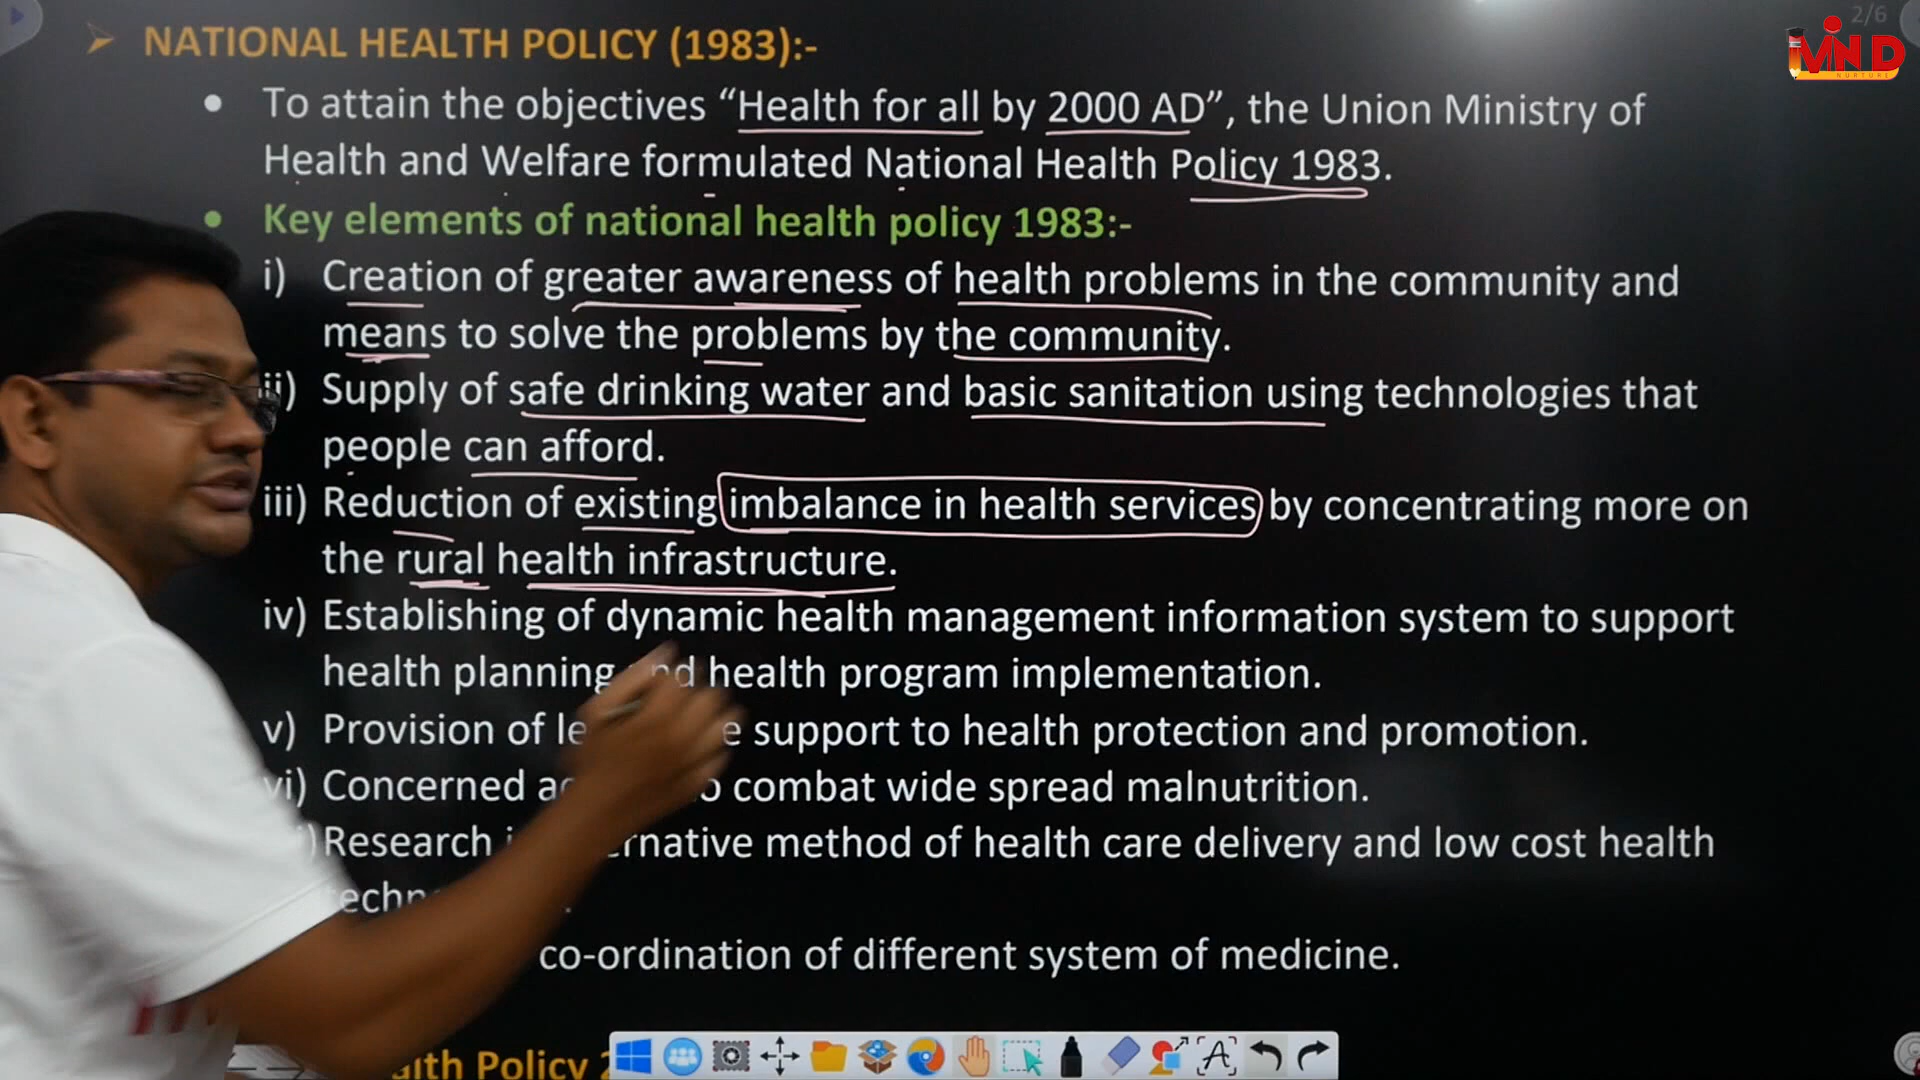 2/6
MIND
NURTURE
NATIONAL HEALTH POLICY (1983):-
To attain the objectives “Health for all by 2000 AD”, the Union Ministry of
Health and Welfare formulated National Health Policy 1983.
Key elements of national health policy 1983:-
i) Creation of greater awareness of health problems in the community and
means to solve the problems by the community.
ii) Supply of safe drinking water and basic sanitation using technologies that
people can afford.
iii) Reduction of existing imbalance in health services by concentrating more on
the rural health infrastructure.
iv) Establishing of dynamic health management information system to support
health planning and health program implementation.
v) Provision of support to health protection and promotion.
vi) Concerned combat wide spread malnutrition.
Research method of health care delivery and low cost health
co-ordination of different system of medicine.
Policy